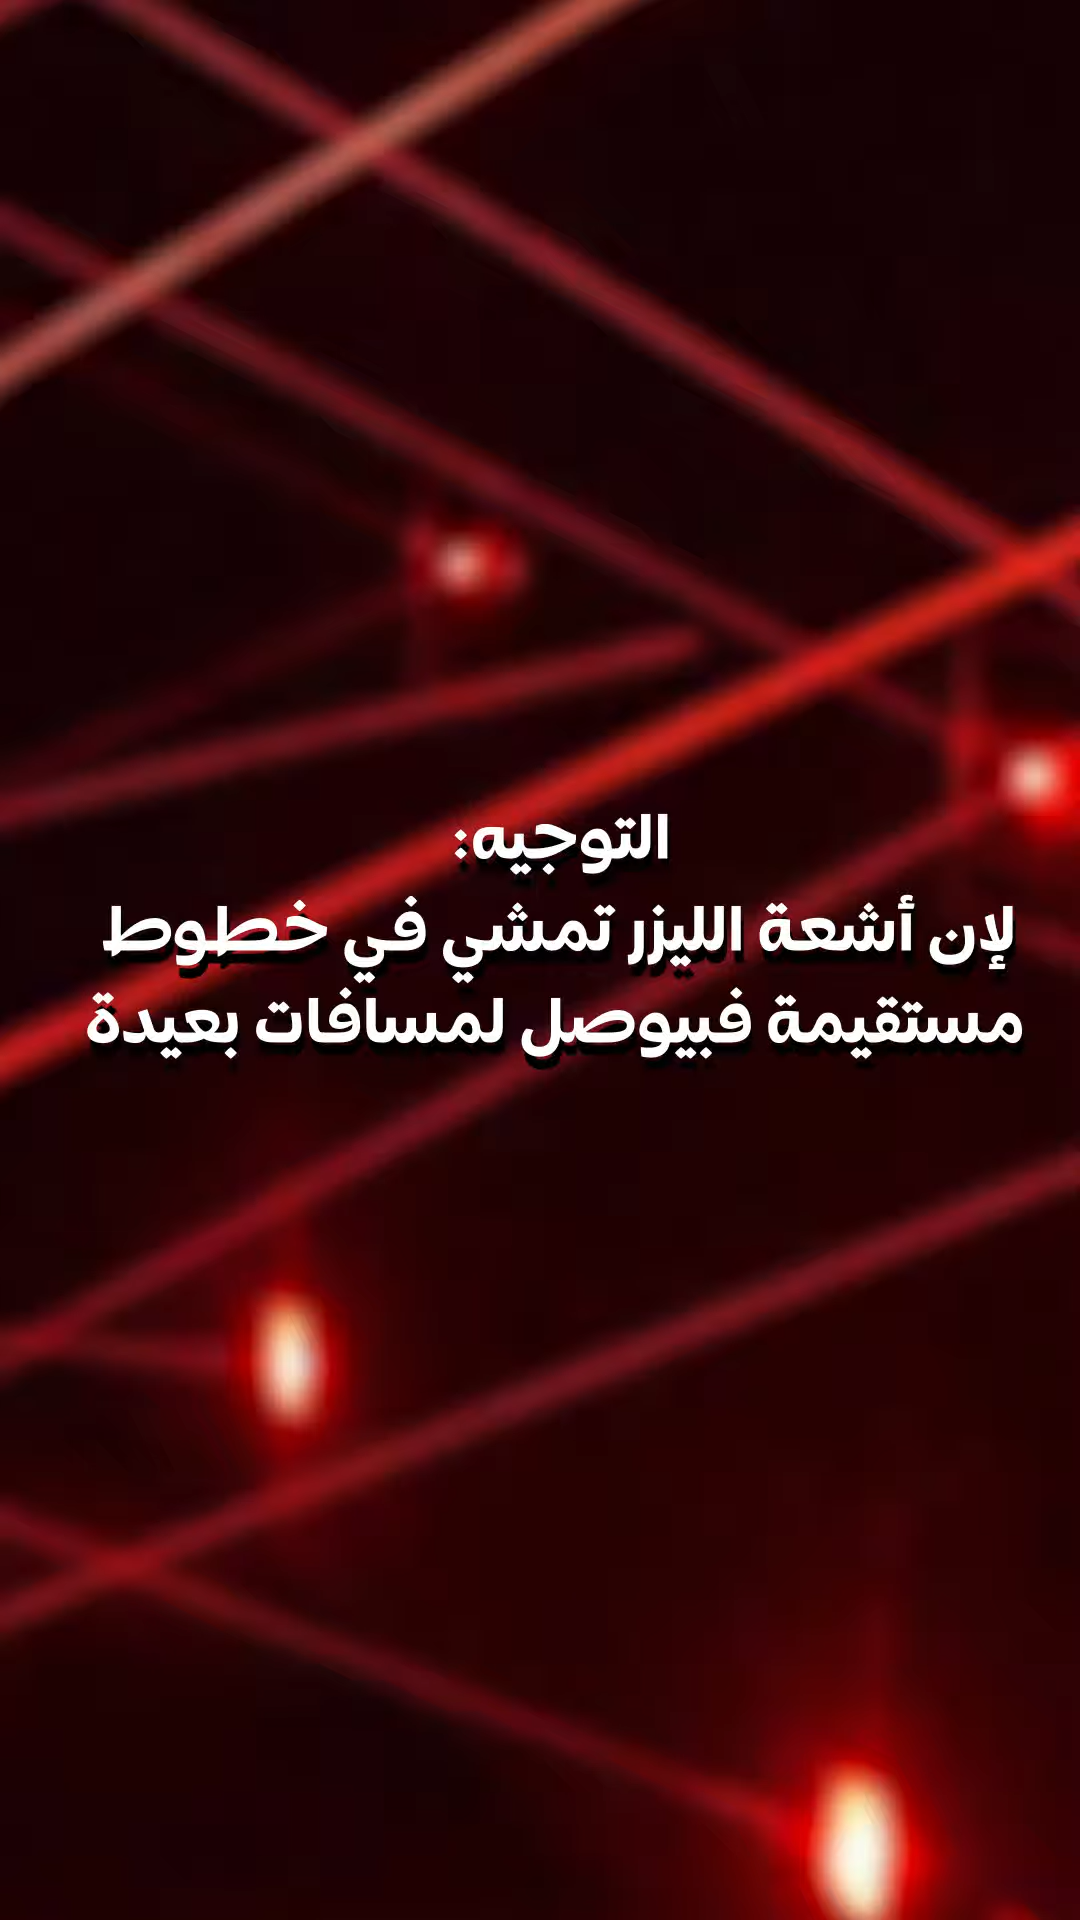 التوجيه:
لإن أشعة الليزر تمشي في خطوط
مستقيمة فبيوصل لمسافات بعيدة